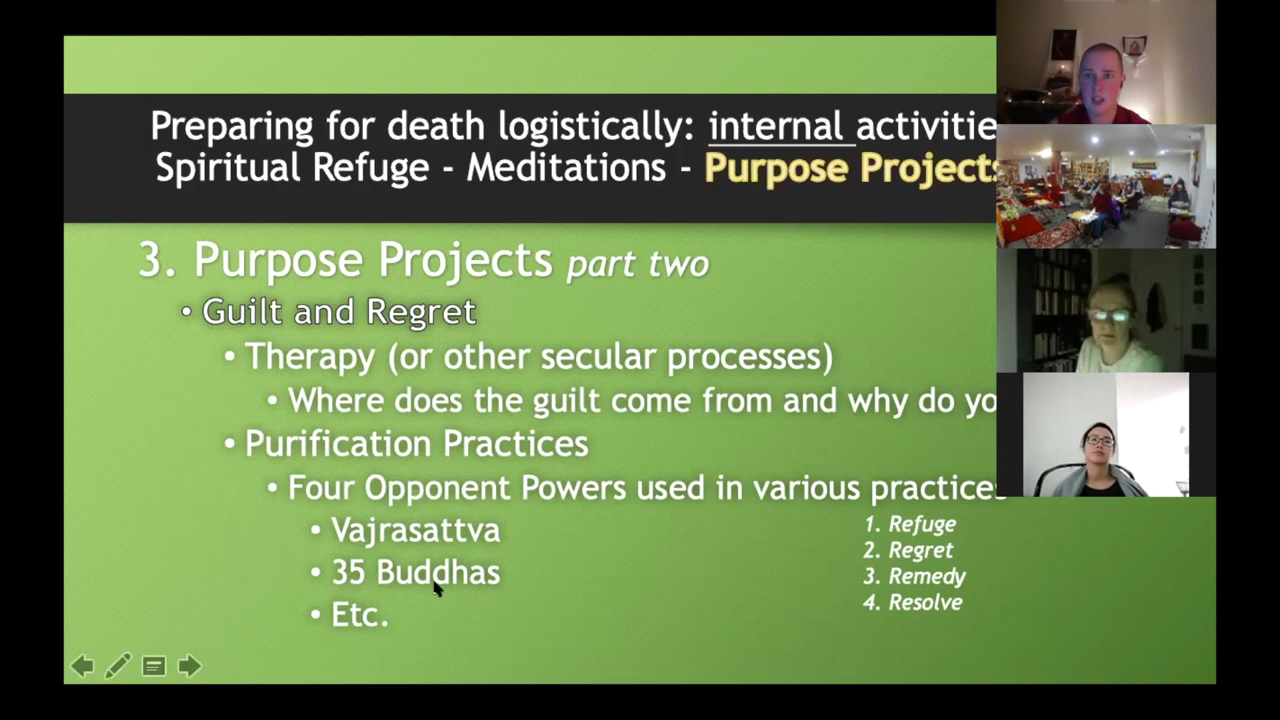 Preparing for death logistically: internal activitie
Spiritual Refuge - Meditations - Purpose Projects
3. Purpose Projects part two
• Guilt and Regret
• Therapy (or other secular processes)
• Where does the guilt come from and why do yo
• Purification Practices
• Four Opponent Powers used in various practices
• Vajrasattva
• 35 Buddhas
• Etc.
1. Refuge
2. Regret
3. Remedy
4. Resolve